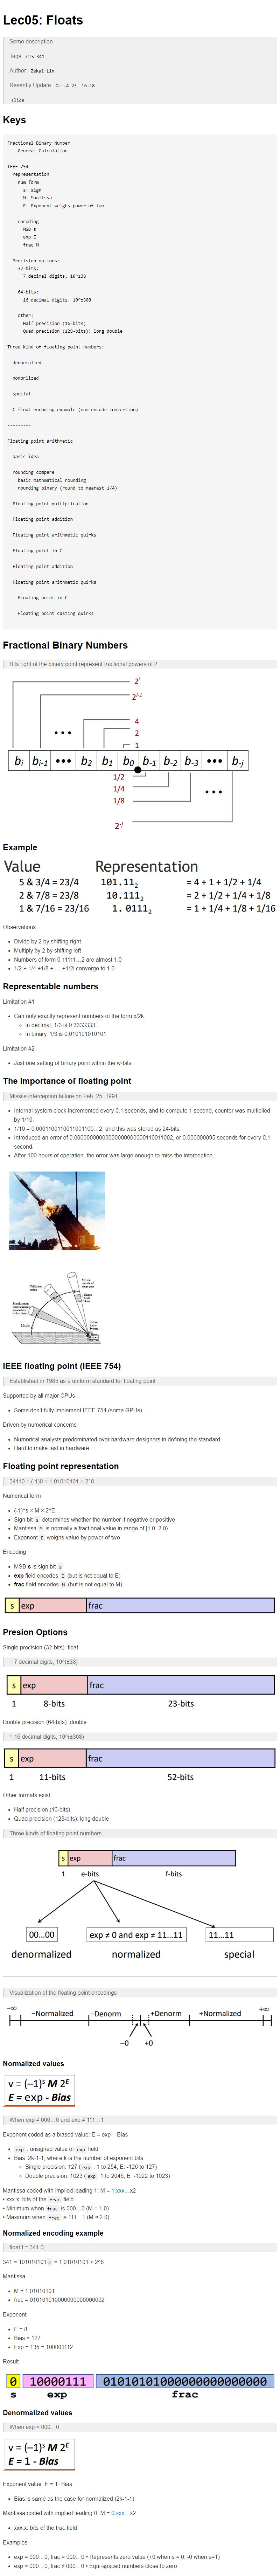 Lec05: Floats
Some description
Tags: CIS 341
Author: Zekai Lin
Resently Update: Oct.4 23 16:18
slide
Keys
Fractional Binary Number
General Culculation
IEEE 754
representation
num Form
s: sign
M: Mantissa
E: Exponent weighs power of two
encoding
MSB s
exp E
frac M
Precision options:
32-bits:
7 decimal digits, 10^±38
64-bits:
16 decimal digits, 10^±308
other:
Half precision (16-bits)
Quad precision (128-bits): long double
Three kind of floating point numbers:
denormalied
nomorlised
special
C float encoding example (num encode convertion)
---------
Floating point arithmetic
basic idea
rounding compare
basic mathmatical rounding
rounding binary (round to nearest 1/4)
Floating point multiplication
Floating point addition
Floating point arithmetic quirks
Floating point in C
Floating point addition
Floating point arithmetic quirks
Floating point in C
Floating point casting quirks
Fractional Binary Numbers
Bits right of the binary point represent fractional powers of 2
2^i
2^i-1
4
2
1
b_i b_i-1 ••• b_2 b_1 b_0 b_-1 b_-2 b_-3 ••• b_-j
1/2
1/4
1/8
2^-j
Example
Value Representation
5 & 3/4 = 23/4 101.11_2 = 4 + 1 + 1/2 + 1/4
2 & 7/8 = 23/8 10.111_2 = 2 + 1/2 + 1/4 + 1/8
1 & 7/16 = 23/16 1.0111_2 = 1 + 1/4 + 1/8 + 1/16
Observations
• Divide by 2 by shifting right
• Multiply by 2 by shifting left
• Numbers of form 0.11111…2 are almost 1.0
• 1/2 + 1/4 +1/8 + … +1/2i converge to 1.0
Representable numbers
Limitation #1
• Can only exactly represent numbers of the form x/2k
In decimal, 1/3 is 0.3333333...
In binary, 1/3 is 0.010101010101
Limitation #2
• Just one setting of binary point within the w-bits
The importance of floating point
Missile interception failure on Feb. 25, 1991
• Internal system clock incremented every 0.1 seconds, and to compute 1 second, counter was multiplied
by 1/10.
• 1/10 = 0.0001100110011001100…2, and this was stored as 24-bits.
• Introduced an error of 0.0000000000000000000000000110011002, or 0.000000095 seconds for every 0.1
second.
• After 100 hours of operation, the error was large enough to miss the interception.
IEEE floating point (IEEE 754)
Established in 1985 as a uniform standard for floating point
Supported by all major CPUs
• Some don't fully implement IEEE 754 (some GPUs)
Driven by numerical concerns
• Numerical analysts predominated over hardware designers in defining the standard
• Hard to make fast in hardware
Floating point representation
34110 = (-1)0 × 1.01010101 × 2^8
Numerical form
• (-1)^s × M × 2^E
• Sign bit s determines whether the number if negative or positive
• Mantissa M is normally a fractional value in range of [1.0, 2.0)
• Exponent E weighs value by power of two
Encoding
• MSB s is sign bit s
• exp field encodes E (but is not equal to E)
• frac field encodes M (but is not equal to M)
s exp frac
Presion Options
Single precision (32-bits): float
≈ 7 decimal digits, 10^(±38)
s exp frac
1 8-bits 23-bits
Double precision (64-bits): double
≈ 16 decimal digits, 10^(±308)
s exp frac
1 11-bits 52-bits
Other formats exist
• Half precision (16-bits)
• Quad precision (128-bits): long double
Three kinds of floating point numbers
s exp frac
1 e-bits f-bits
00...00 exp ≠ 0 and exp ≠ 11...11 11...11
denormalized normalized special
Visualization of the floating point encodings
−∞ −Normalized −Denorm +Denorm +Normalized +∞
−0 +0
Normalized values
v = (−1)^s M 2^E
E = exp - Bias
When exp ≠ 000…0 and exp ≠ 111…1
Exponent coded as a biased value: E = exp – Bias
• exp : unsigned value of exp field
• Bias: 2k-1-1, where k is the number of exponent bits
Single precision: 127 ( exp : 1 to 254, E: -126 to 127)
Double precision: 1023 ( exp : 1 to 2046, E: -1022 to 1023)
Mantissa coded with implied leading 1: M = 1.xxx…x2
• xxx.x: bits of the frac field
• Minimum when frac is 000…0 (M = 1.0)
• Maximum when frac is 111…1 (M ≈ 2.0)
Normalized encoding example
float f = 341.0;
341 = 101010101 2 = 1.01010101 × 2^8
Mantissa
• M = 1.01010101
• frac = 010101010000000000000002
Exponent
• E = 8
• Bias = 127
• Exp = 135 = 100001112
Result
0 10000111 01010101000000000000000
s exp frac
Denormalized values
When exp = 000…0
v = (−1)^s M 2^E
E = 1 - Bias
Exponent value: E = 1- Bias
• Bias is same as the case for normalized (2k-1-1)
Mantissa coded with implied leading 0: M = 0.xxx…x2
• xxx.x: bits of the frac field
Examples
• exp = 000…0, frac = 000…0 • Represents zero value (+0 when s = 0, -0 when s=1)
• exp = 000…0, frac ≠ 000…0 • Equi-spaced numbers close to zero